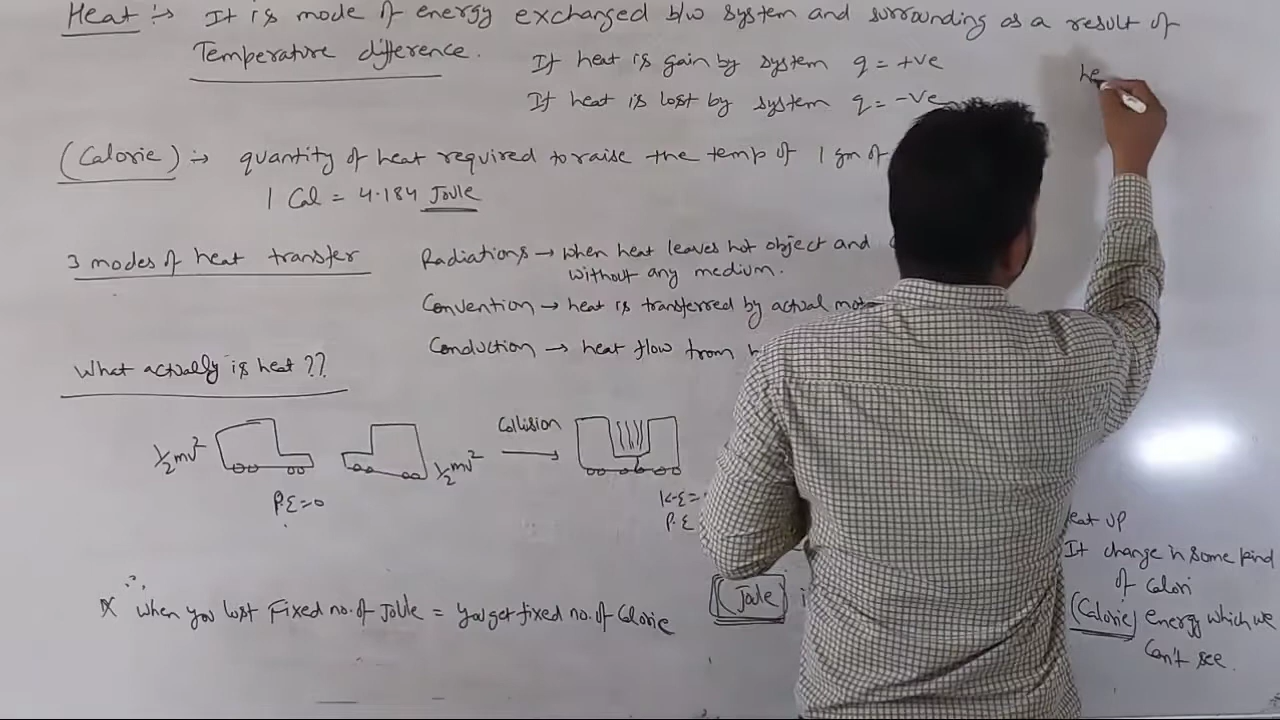 Heat :→ It is mode of energy exchanged b/w system and surrounding as a result of
Temperature difference.
If heat is gain by system q = +ve
If heat is lost by system q = -ve
he
(Calorie) :→ quantity of heat required to raise the temp of 1 gm of
1 Cal = 4.184 Joule
3 modes of heat transfer
Radiations → when heat leaves hot object and
without any medium.
Convention → heat is transferred by actual mot
Conduction → heat flow from h
What actually is heat ??
½mv²
½mv²
Collision
P.E=0
K.E=
P.E
eat up
It change in some kind
of Calori
(Calorie) energy which we
Can't see.
∴ When you lost Fixed no. of Joule = You get fixed no. of Calorie
(Joule) i